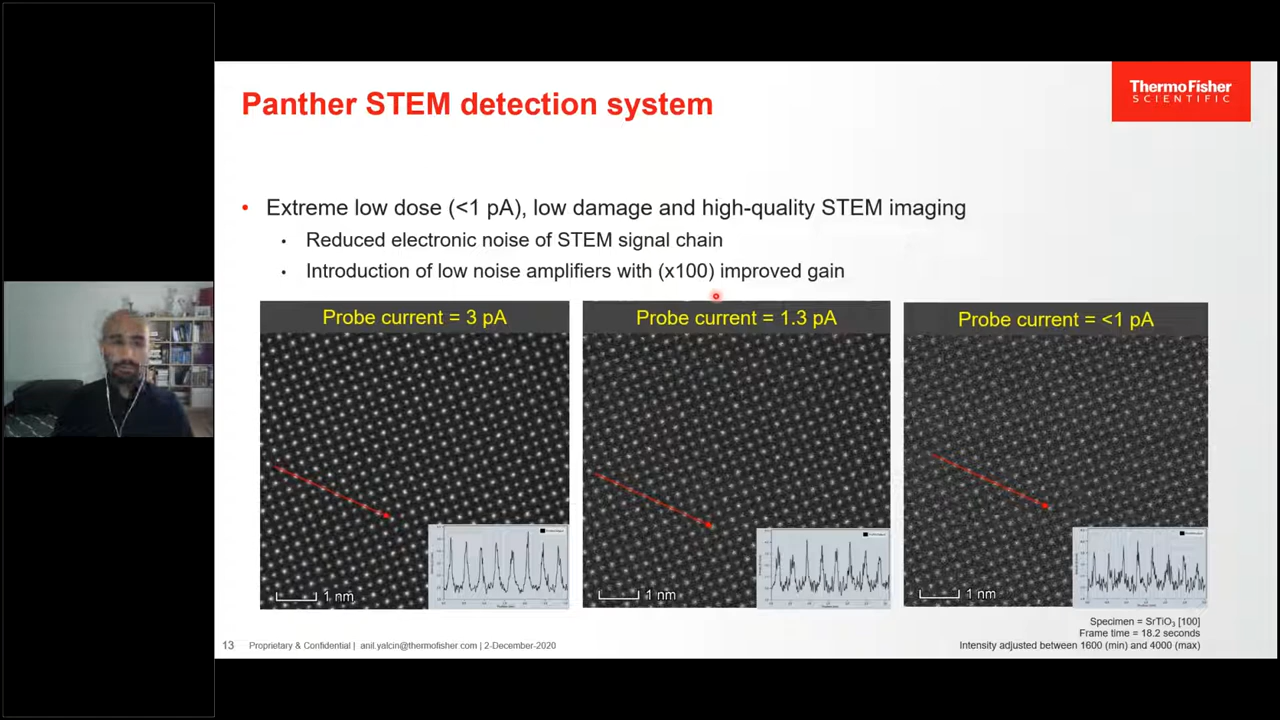 Panther STEM detection system
ThermoFisher
SCIENTIFIC
• Extreme low dose (<1 pA), low damage and high-quality STEM imaging
• Reduced electronic noise of STEM signal chain
• Introduction of low noise amplifiers with (x100) improved gain
Probe current = 3 pA
Probe current = 1.3 pA
Probe current = <1 pA
1 nm
1 nm
1 nm
Specimen = SrTiO₃ [100]
Frame time = 18.2 seconds
Intensity adjusted between 1600 (min) and 4000 (max)
13 Proprietary & Confidential | anil.yalcin@thermofisher.com | 2-December-2020